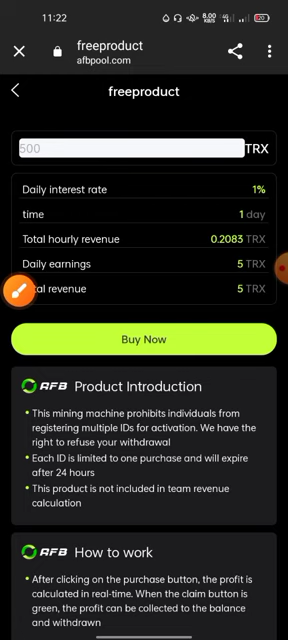 11:22
8.00
KB/S
20
freeproduct
afbpool.com
freeproduct
500 TRX
Daily interest rate 1%
time 1 day
Total hourly revenue 0.2083 TRX
Daily earnings 5 TRX
tal revenue 5 TRX
Buy Now
AFB Product Introduction
• This mining machine prohibits individuals from
registering multiple IDs for activation. We have the
right to refuse your withdrawal
• Each ID is limited to one purchase and will expire
after 24 hours
• This product is not included in team revenue
calculation
AFB How to work
• After clicking on the purchase button, the profit is
calculated in real-time. When the claim button is
green, the profit can be collected to the balance
and withdrawn